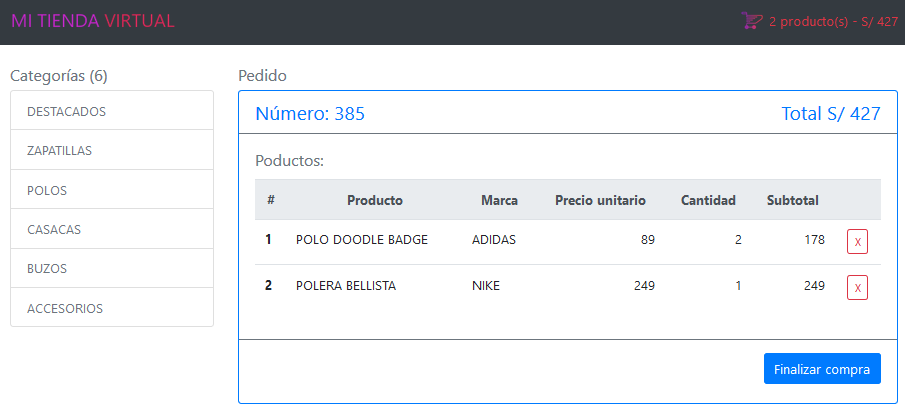 MI TIENDA VIRTUAL
2 producto(s) - S/ 427
Categorías (6)
DESTACADOS
ZAPATILLAS
POLOS
CASACAS
BUZOS
ACCESORIOS
Pedido
Número: 385 Total S/ 427
Poductos:
# Producto Marca Precio unitario Cantidad Subtotal
1 POLO DOODLE BADGE ADIDAS 89 2 178 X
2 POLERA BELLISTA NIKE 249 1 249 X
Finalizar compra